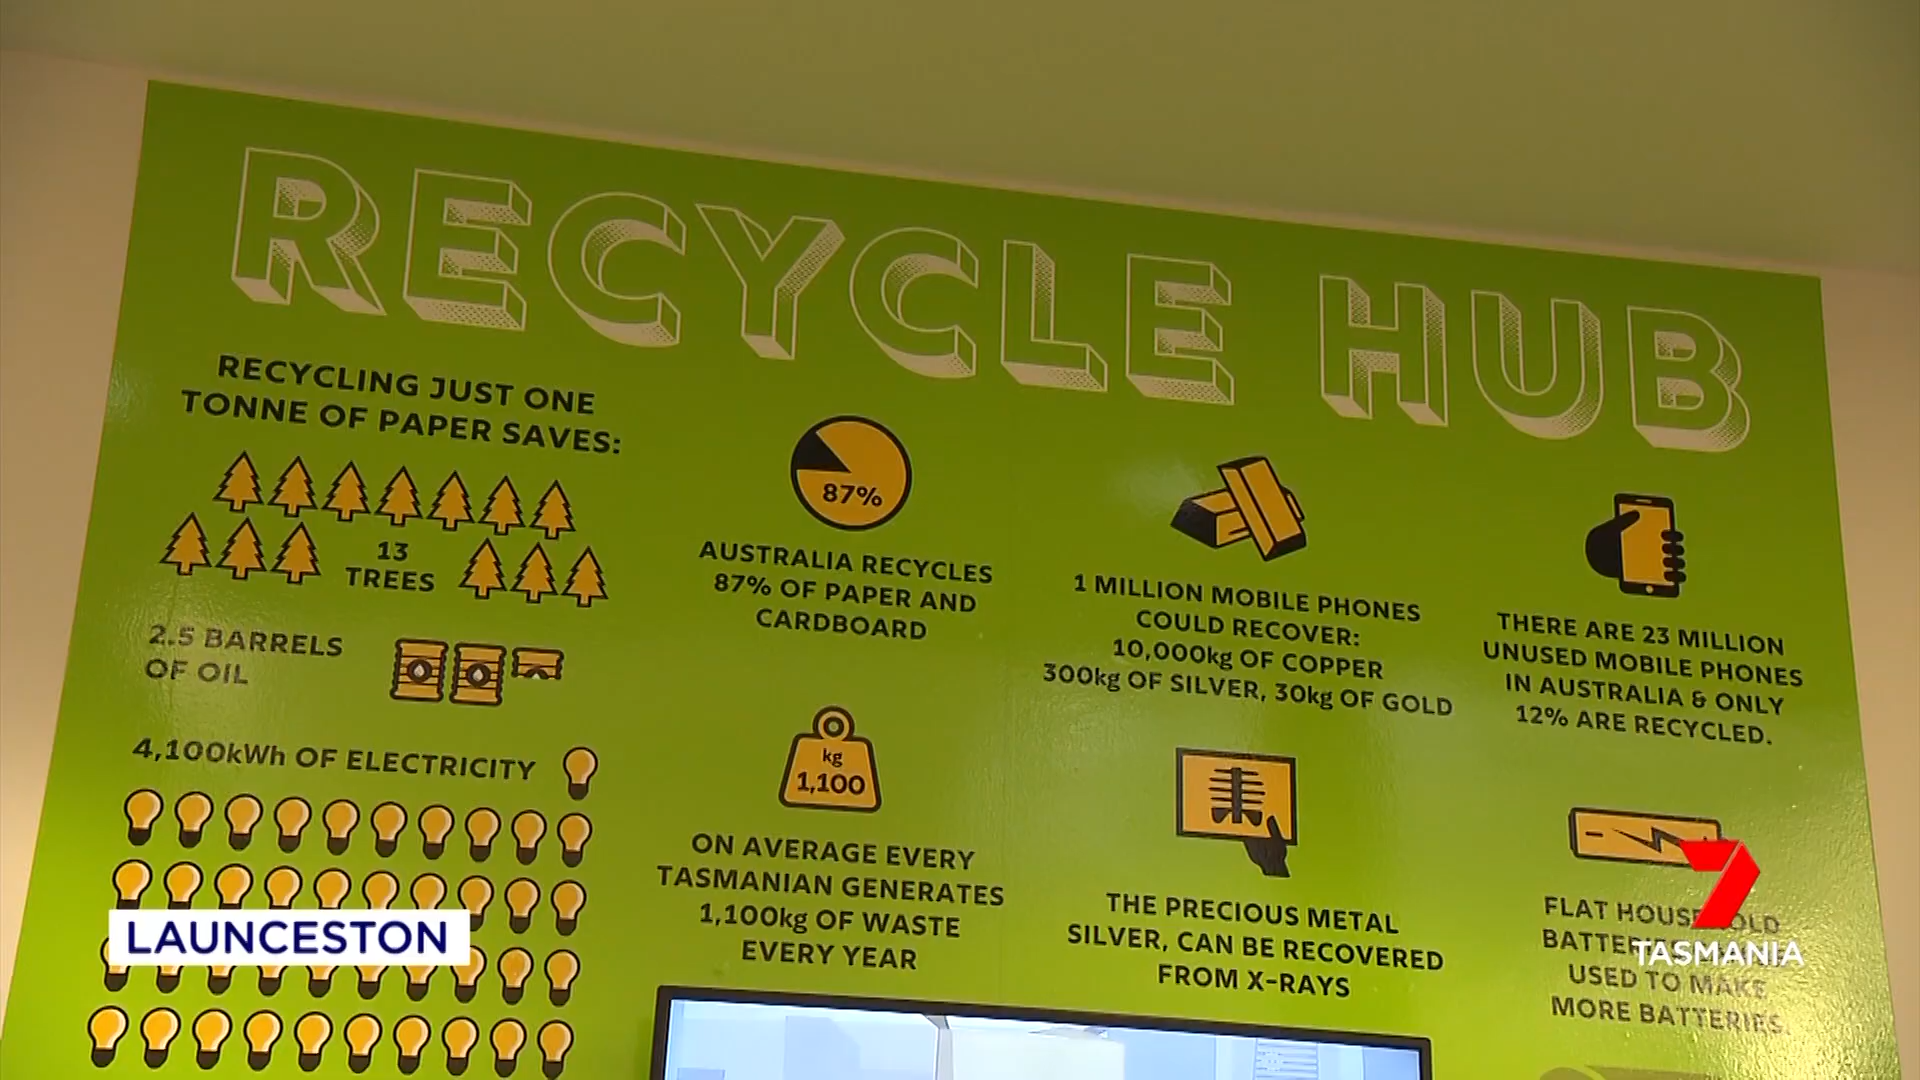 RECYCLE HUB
RECYCLING JUST ONE
TONNE OF PAPER SAVES:
13
TREES
2.5 BARRELS
OF OIL
4,100kWh OF ELECTRICITY
87%
AUSTRALIA RECYCLES
87% OF PAPER AND
CARDBOARD
kg
1,100
ON AVERAGE EVERY
TASMANIAN GENERATES
1,100kg OF WASTE
EVERY YEAR
1 MILLION MOBILE PHONES
COULD RECOVER:
10,000kg OF COPPER
300kg OF SILVER, 30kg OF GOLD
THE PRECIOUS METAL
SILVER, CAN BE RECOVERED
FROM X-RAYS
THERE ARE 23 MILLION
UNUSED MOBILE PHONES
IN AUSTRALIA & ONLY
12% ARE RECYCLED.
FLAT HOUSEHOLD
USED TO MAKE
MORE BATTERIES.
LAUNCESTON
7
TASMANIA